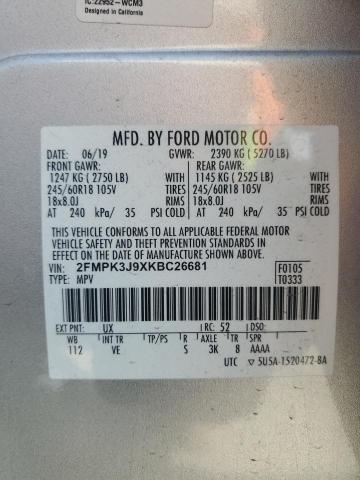 IC:22952-WCM3
Designed in California
MFD. BY FORD MOTOR CO.
DATE: 06/19 GVWR: 2390 KG ( 5270 LB)
FRONT GAWR: REAR GAWR:
1247 KG ( 2750 LB) WITH 1145 KG ( 2525 LB) WITH
245/60R18 105V TIRES 245/60R18 105V TIRES
18x8.0J RIMS 18x8.0J RIMS
AT 240 kPa/ 35 PSI COLD AT 240 kPa/ 35 PSI COLD
THIS VEHICLE CONFORMS TO ALL APPLICABLE FEDERAL MOTOR
VEHICLE SAFETY, BUMPER, AND THEFT PREVENTION STANDARDS IN
EFFECT ON THE DATE OF MANUFACTURE SHOWN ABOVE.
VIN: 2FMPK3J9XKBC26681 F0105
TYPE: MPV T0333
EXT PNT: UX RC: 52 DSO:
WB INT TR TP/PS R AXLE TR SPR
112 VE S 3K 8 AAAA
UTC ▽5U5A-1520472-BA